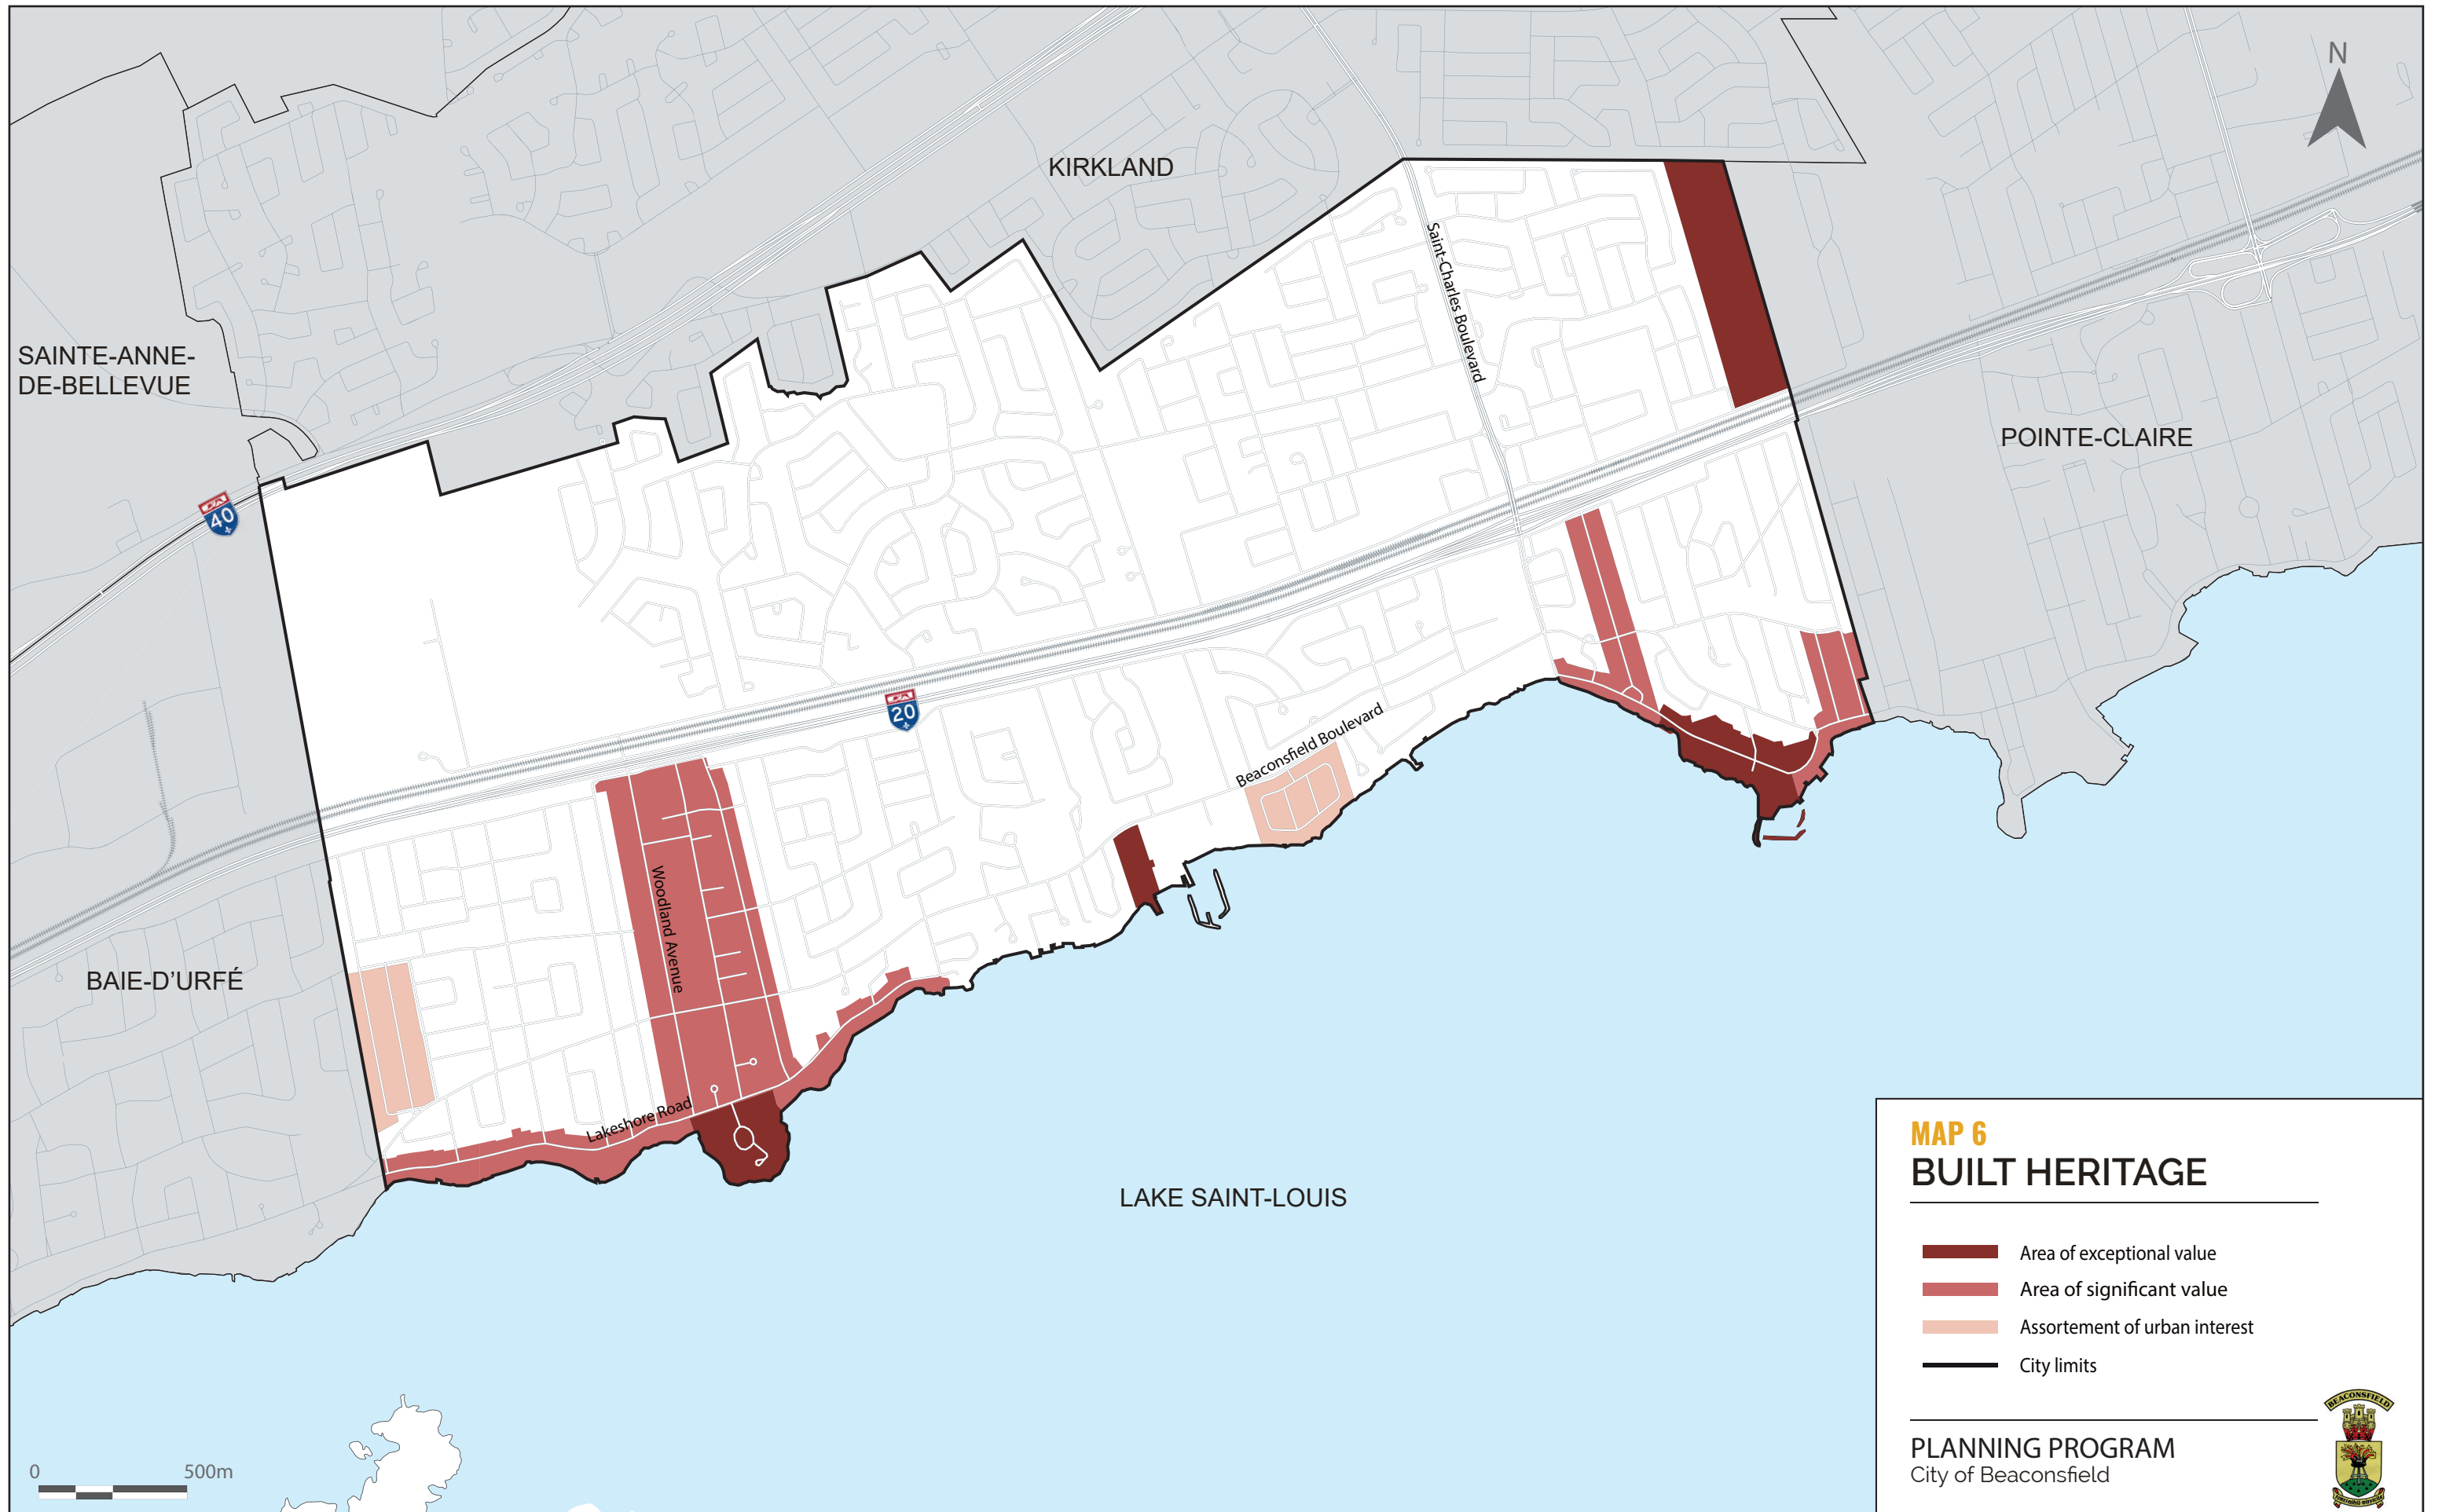 N
KIRKLAND
Saint-Charles Boulevard
SAINTE-ANNE-
DE-BELLEVUE
POINTE-CLAIRE
40
20
Beaconsfield Boulevard
Woodland Avenue
BAIE-D'URFÉ
Lakeshore Road
LAKE SAINT-LOUIS
MAP 6
BUILT HERITAGE
Area of exceptional value
Area of significant value
Assortement of urban interest
City limits
BEACONSFIELD
PLANNING PROGRAM
City of Beaconsfield
0 500m